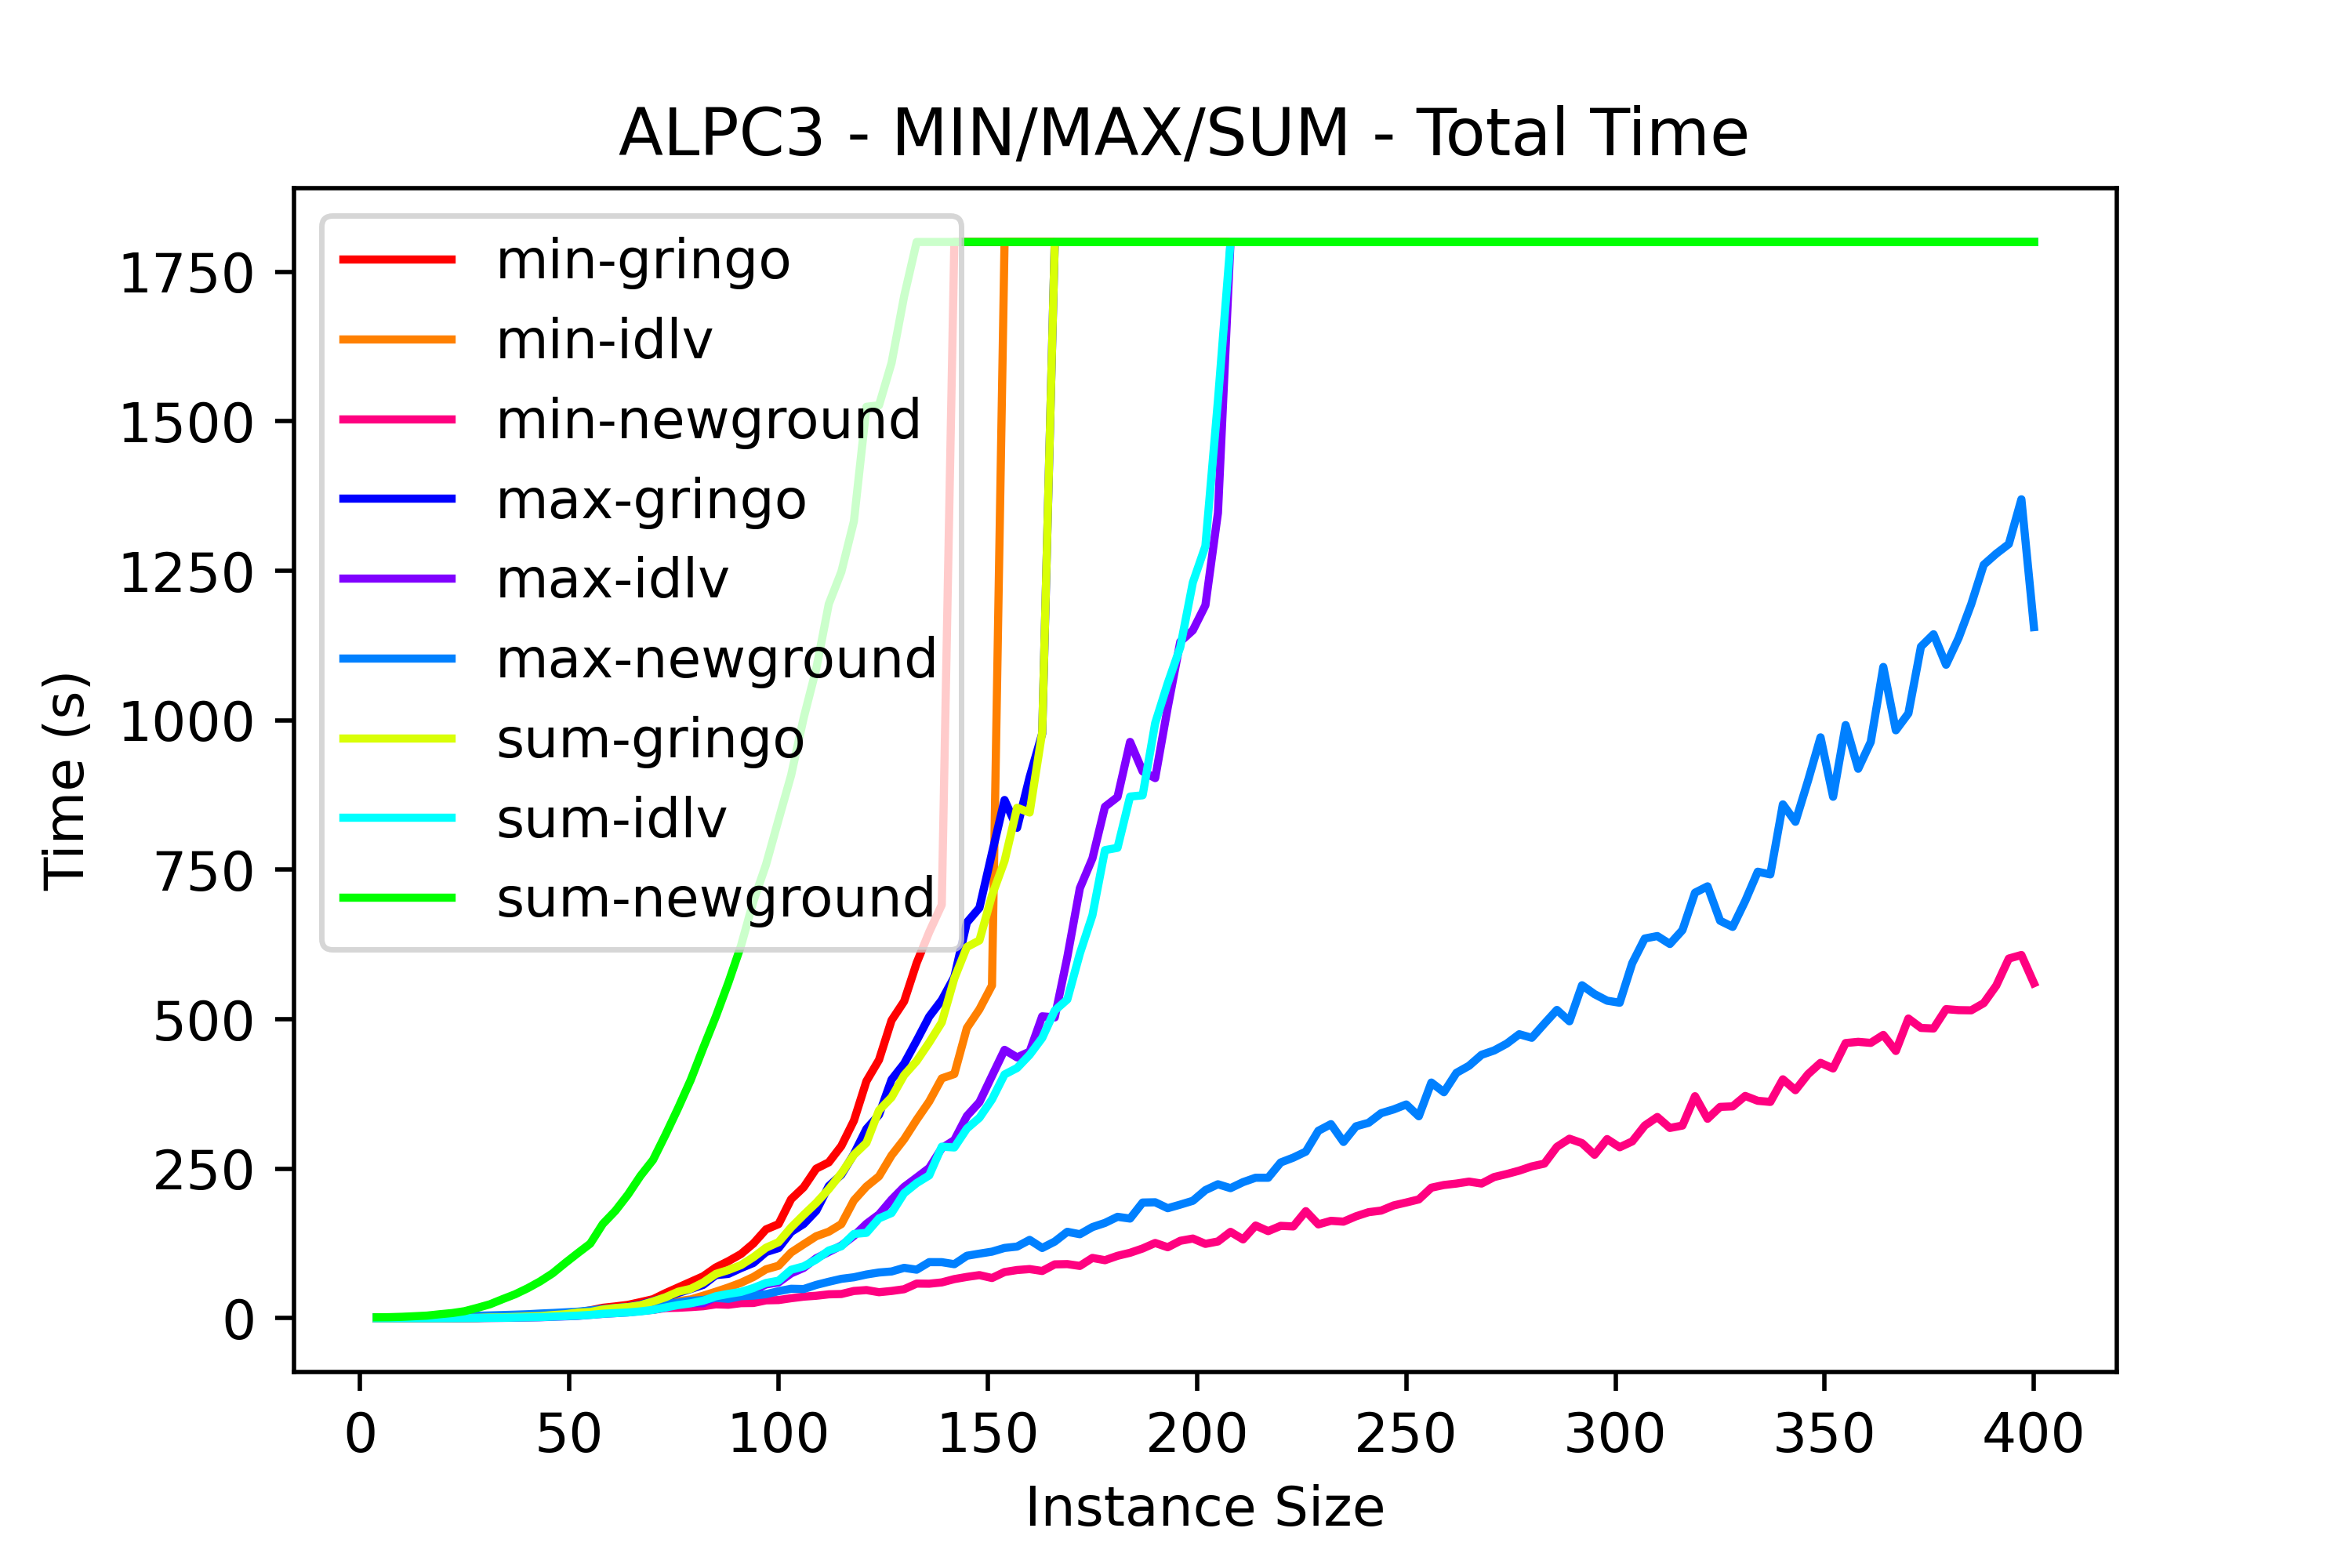 ALPC3 - MIN/MAX/SUM - Total Time
1750
1500
1250
1000
750
500
250
0
Time (s)
min-gringo
min-idlv
min-newground
max-gringo
max-idlv
max-newground
sum-gringo
sum-idlv
sum-newground
0 50 100 150 200 250 300 350 400
Instance Size